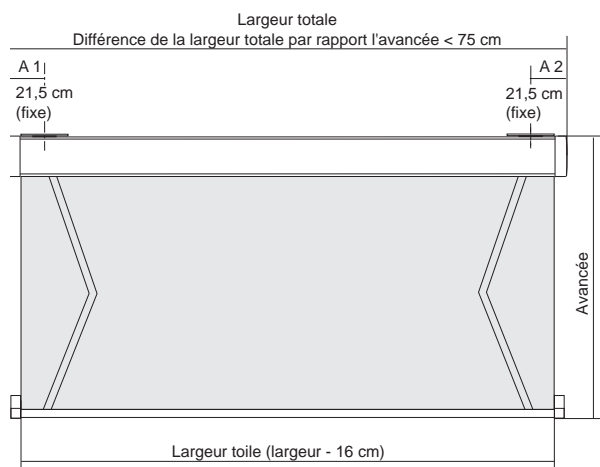 Largeur totale
Différence de la largeur totale par rapport l'avancée < 75 cm
A 1
A 2
21,5 cm
(fixe)
21,5 cm
(fixe)
Avancée
Largeur toile (largeur - 16 cm)